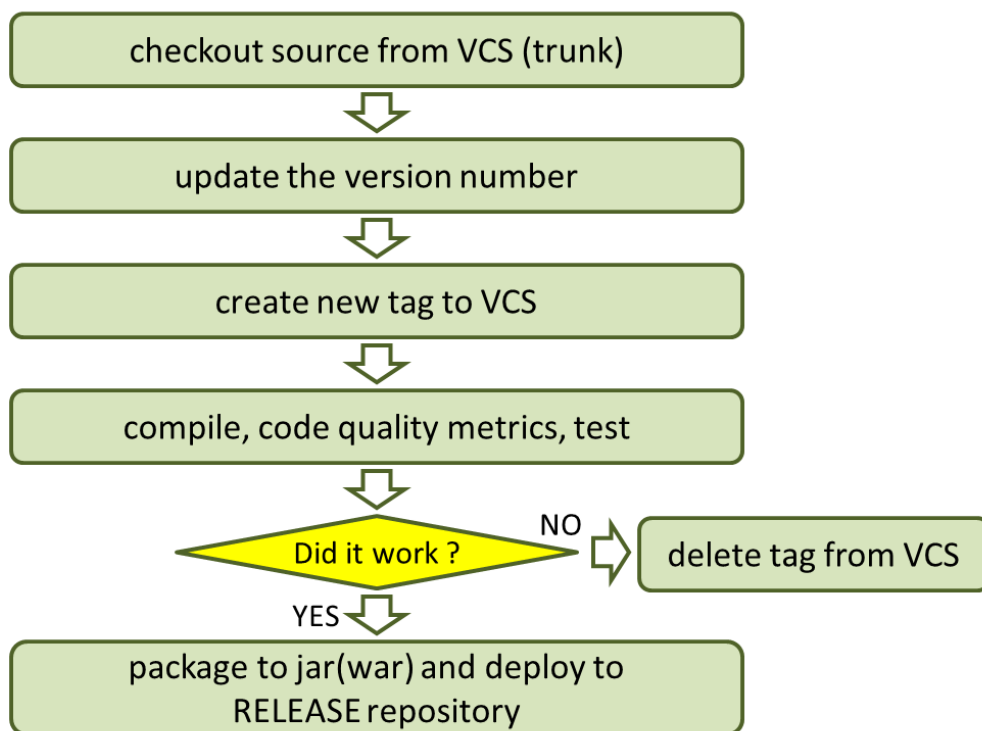 checkout source from VCS (trunk)
update the version number
create new tag to VCS
compile, code quality metrics, test
Did it work ?
NO
delete tag from VCS
YES
package to jar(war) and deploy to
RELEASE repository